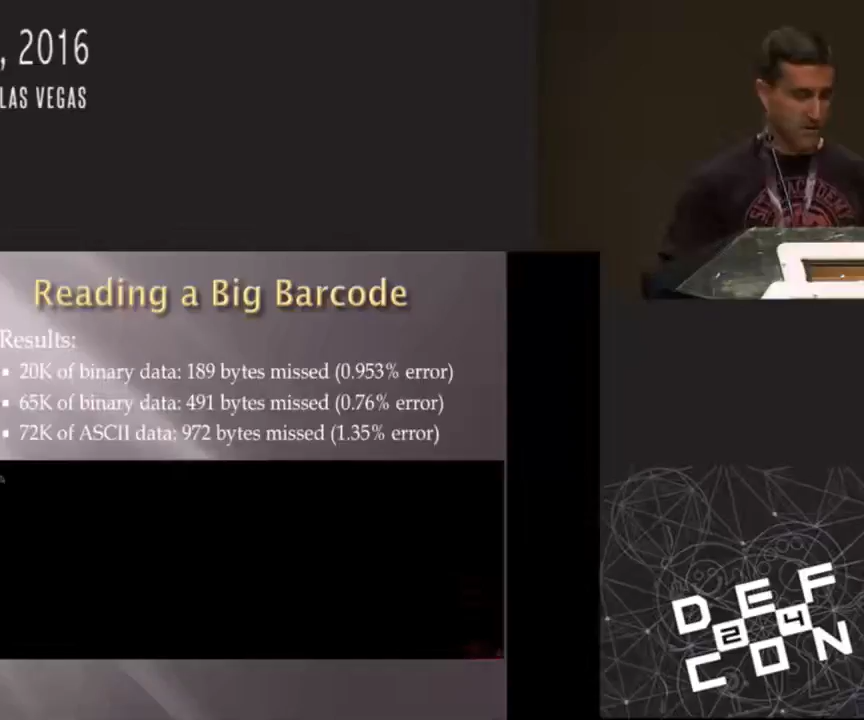 , 2016
LAS VEGAS
Reading a Big Barcode
Results:
▪ 20K of binary data: 189 bytes missed (0.953% error)
▪ 65K of binary data: 491 bytes missed (0.76% error)
▪ 72K of ASCII data: 972 bytes missed (1.35% error)
DEF
24
CON